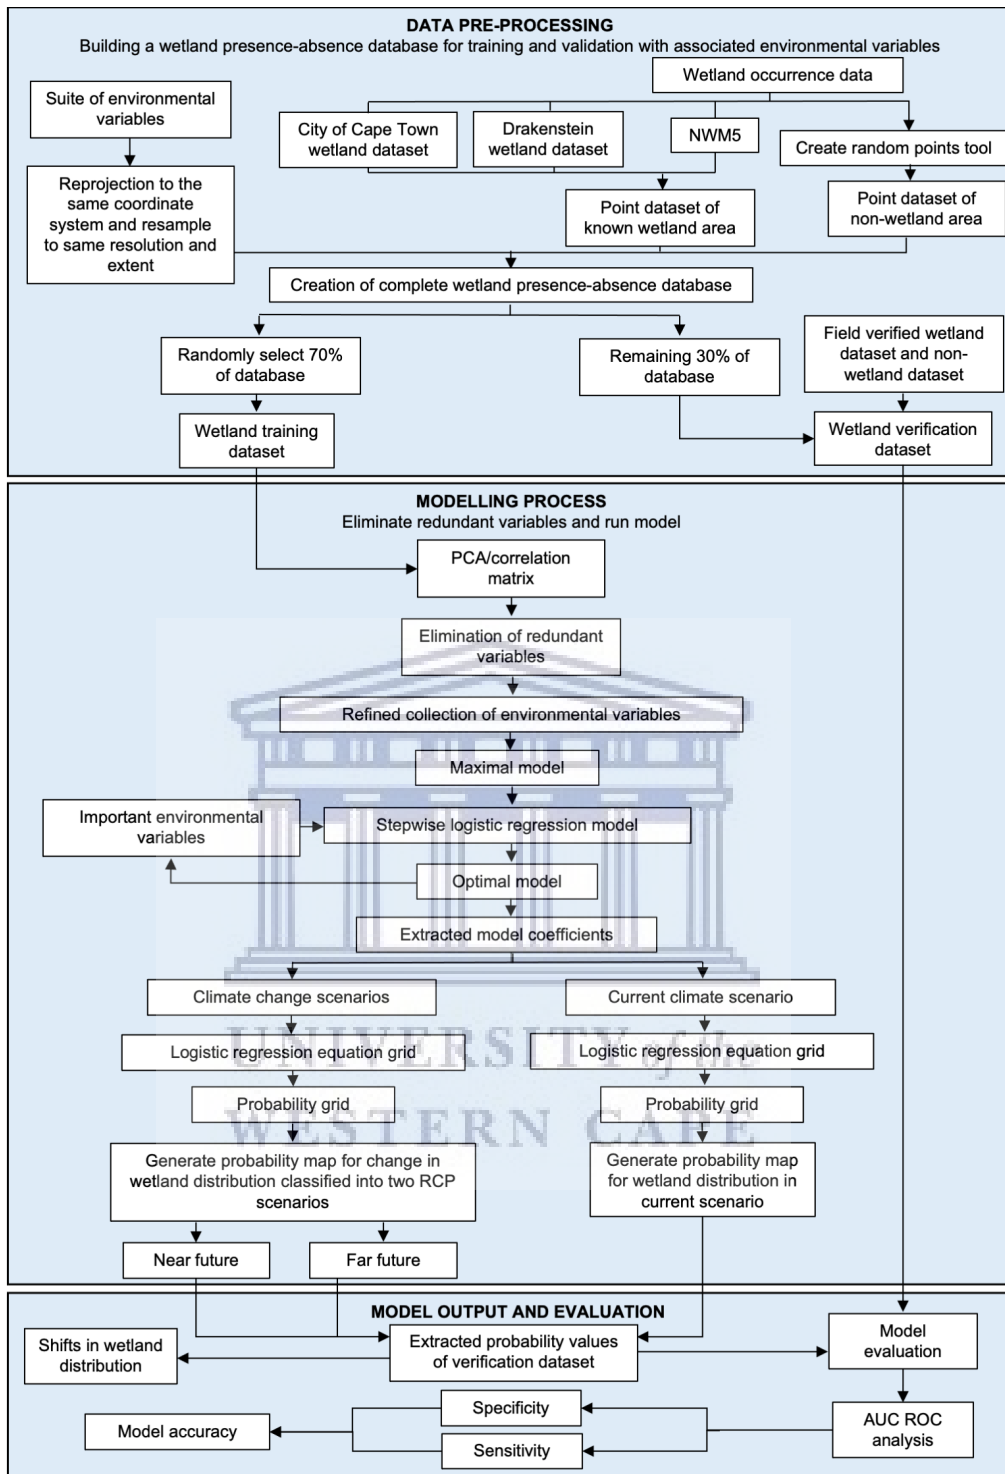 DATA PRE-PROCESSING
Building a wetland presence-absence database for training and validation with associated environmental variables
Wetland occurrence data
Suite of environmental
variables
City of Cape Town
wetland dataset
Drakenstein
wetland dataset
NWM5
Create random points tool
Reprojection to the
same coordinate
system and resample
to same resolution and
extent
Point dataset of
known wetland area
Point dataset of
non-wetland area
Creation of complete wetland presence-absence database
Randomly select 70%
of database
Remaining 30% of
database
Field verified wetland
dataset and non-
wetland dataset
Wetland training
dataset
Wetland verification
dataset
MODELLING PROCESS
Eliminate redundant variables and run model
PCA/correlation
matrix
Elimination of redundant
variables
Refined collection of environmental variables
Maximal model
Important environmental
variables
Stepwise logistic regression model
Optimal model
Extracted model coefficients
Climate change scenarios
Current climate scenario
UNIVERSITY of the
Logistic regression equation grid
Logistic regression equation grid
Probability grid
Probability grid
WESTERN CAPE
Generate probability map for change in
wetland distribution classified into two RCP
scenarios
Generate probability map
for wetland distribution in
current scenario
Near future
Far future
MODEL OUTPUT AND EVALUATION
Shifts in wetland
distribution
Extracted probability values
of verification dataset
Model
evaluation
Specificity
Model accuracy
Sensitivity
AUC ROC
analysis